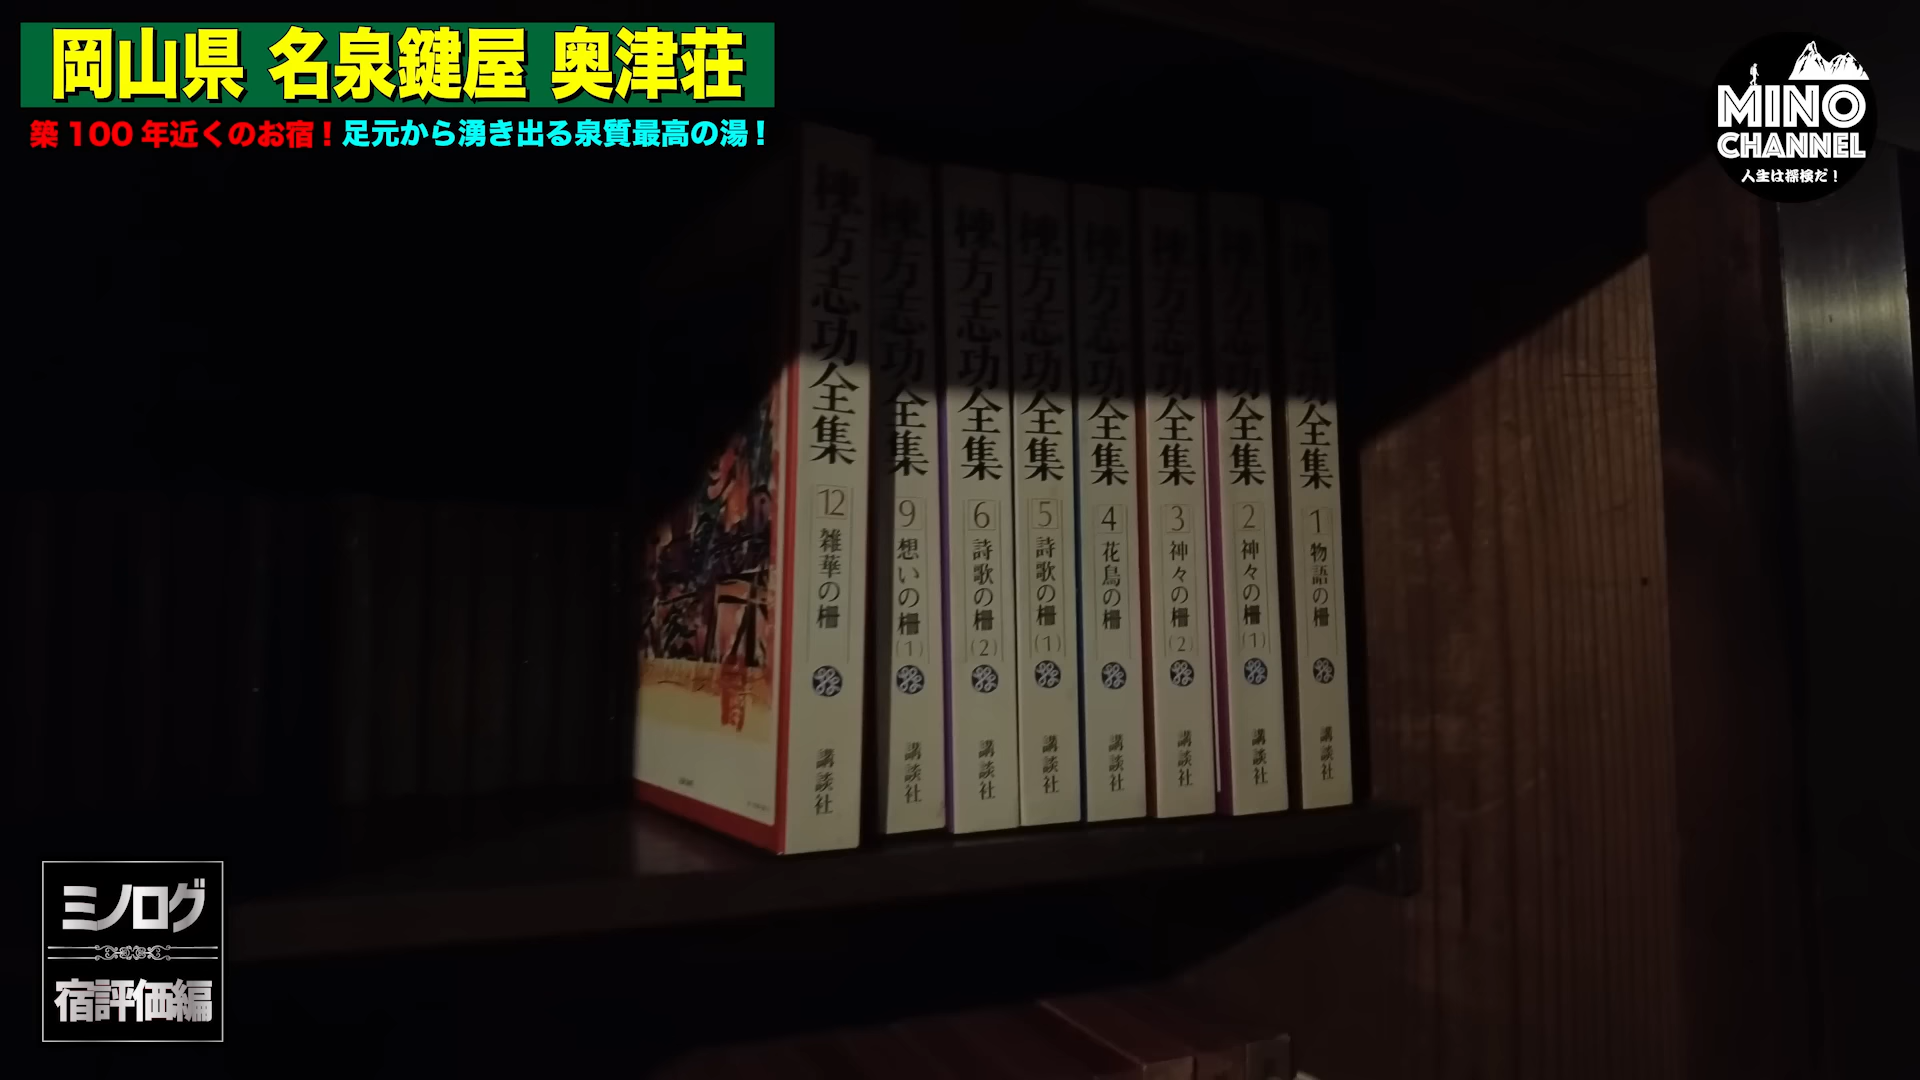 岡山県 名泉鍵屋 奥津荘
築100年近くのお宿！足元から湧き出る泉質最高の湯！
MINO
CHANNEL
人生は探検だ！
棟方志功全集 12 雑華の柵 講談社
棟方志功全集 9 想いの柵(1) 講談社
棟方志功全集 6 詩歌の柵(2) 講談社
棟方志功全集 5 詩歌の柵(1) 講談社
棟方志功全集 4 花鳥の柵 講談社
棟方志功全集 3 神々の柵(2) 講談社
棟方志功全集 2 神々の柵(1) 講談社
棟方志功全集 1 物語の柵 講談社
ミノログ
宿評価編